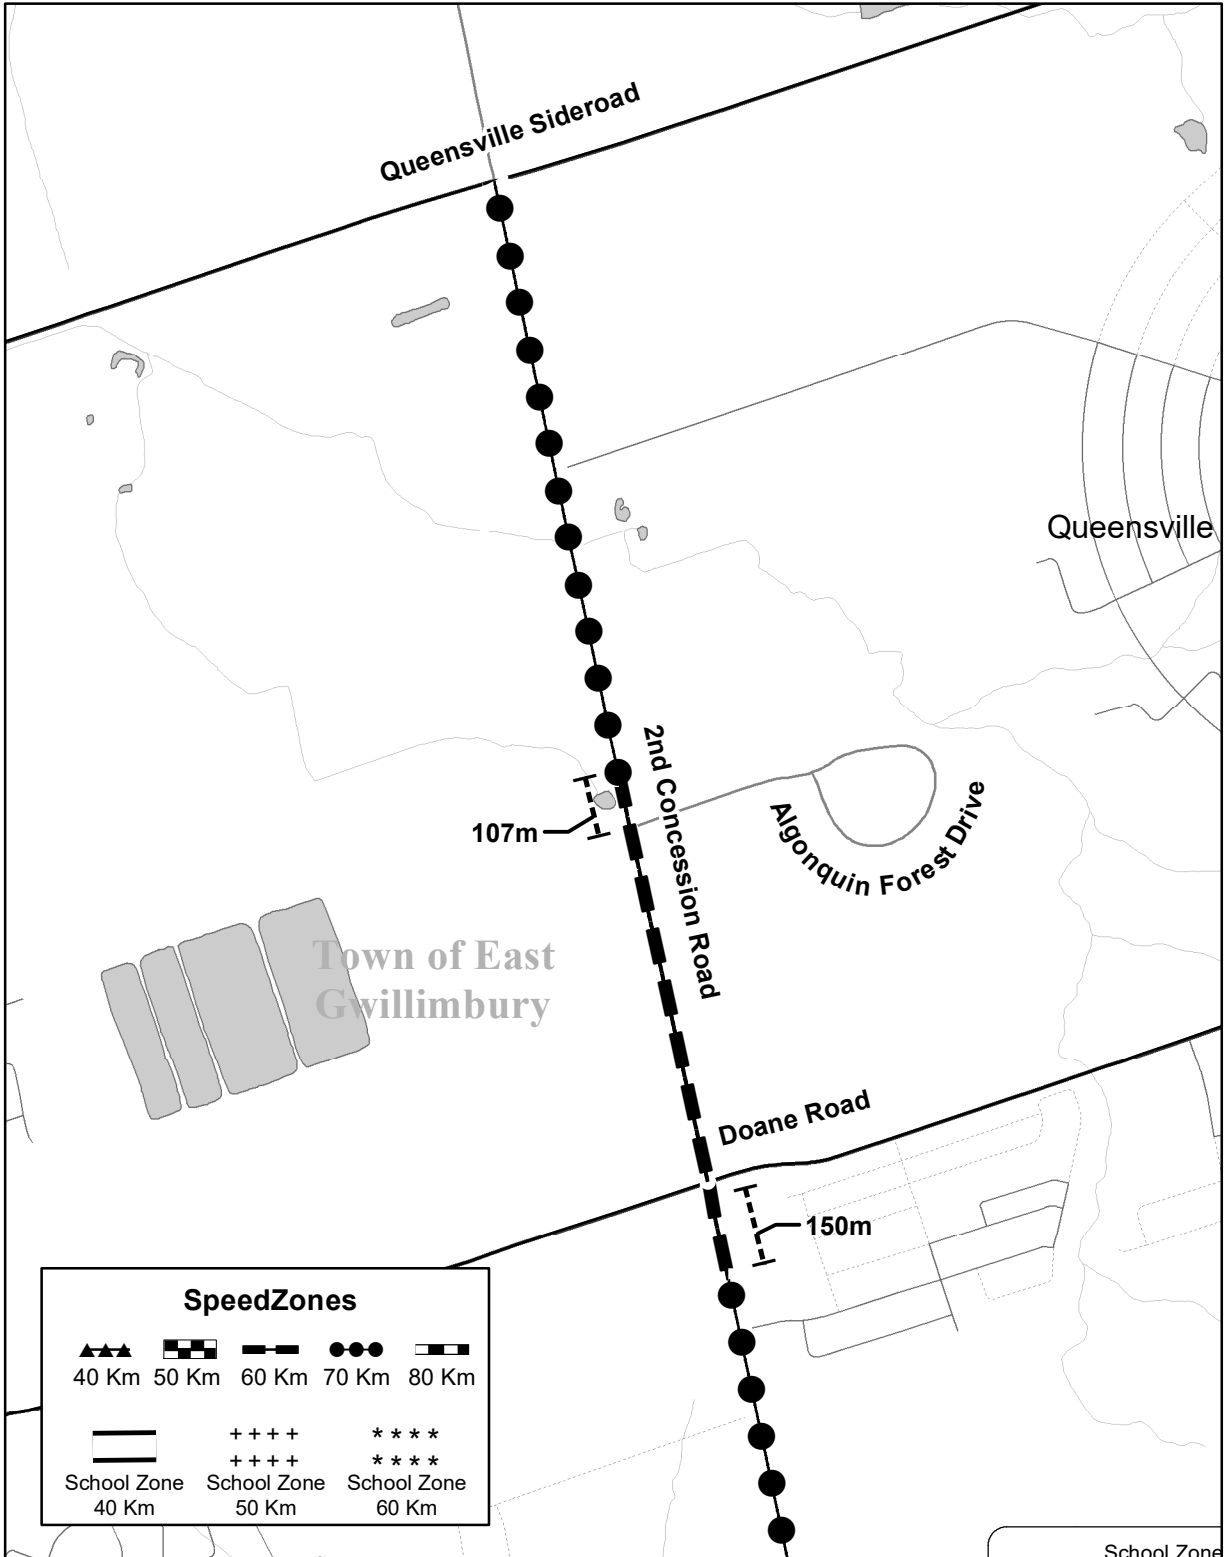 Queensville Sideroad
Queensville
2nd Concession Road
107m
Algonquin Forest Drive
Town of East
Gwillimbury
Doane Road
150m
SpeedZones
40 Km 50 Km 60 Km 70 Km 80 Km
+ + + + * * * *
+ + + + * * * *
School Zone School Zone School Zone
40 Km 50 Km 60 Km
School Zone